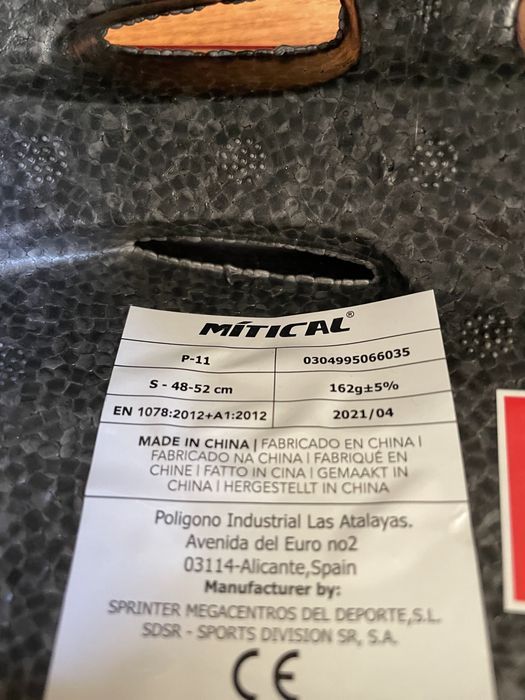 MÍTICAL®
P-11 0304995066035
S - 48-52 cm 162g±5%
EN 1078:2012+A1:2012 2021/04
MADE IN CHINA | FABRICADO EN CHINA |
FABRICADO NA CHINA | FABRIQUÉ EN
CHINE | FATTO IN CINA | GEMAAKT IN
CHINA | HERGESTELLT IN CHINA
Poligono Industrial Las Atalayas.
Avenida del Euro no2
03114-Alicante,Spain
Manufacturer by:
SPRINTER MEGACENTROS DEL DEPORTE,S.L.
SDSR - SPORTS DIVISION SR, S.A.
CE